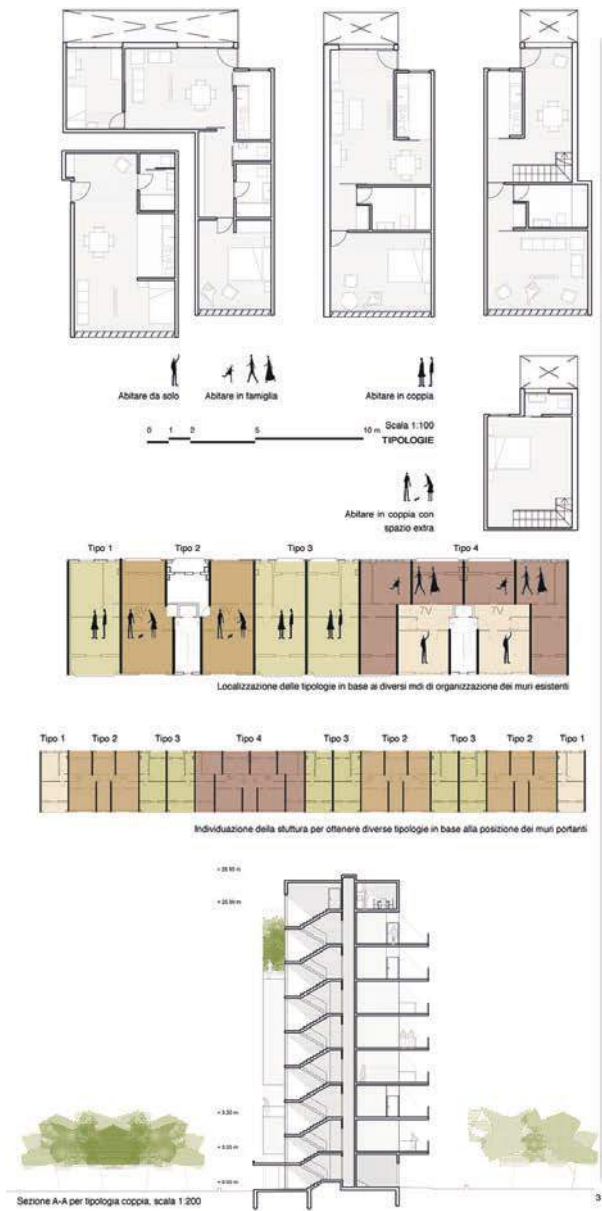 Abitare da solo
Abitare in famiglia
Abitare in coppia
0 1 2 5 10 m
Scala 1:100
TIPOLOGIE
Abitare in coppia con
spazio extra
Tipo 1 Tipo 2 Tipo 3 Tipo 4
7V 7V
Localizzazione delle tipologie in base ai diversi mdi di organizzazione dei muri esistenti
Tipo 1 Tipo 2 Tipo 3 Tipo 4 Tipo 3 Tipo 2 Tipo 3 Tipo 2 Tipo 1
Individuazione della stuttura per ottenere diverse tipologie in base alla posizione dei muri portanti
Sezione A-A per tipologia coppia, scala 1:200
3